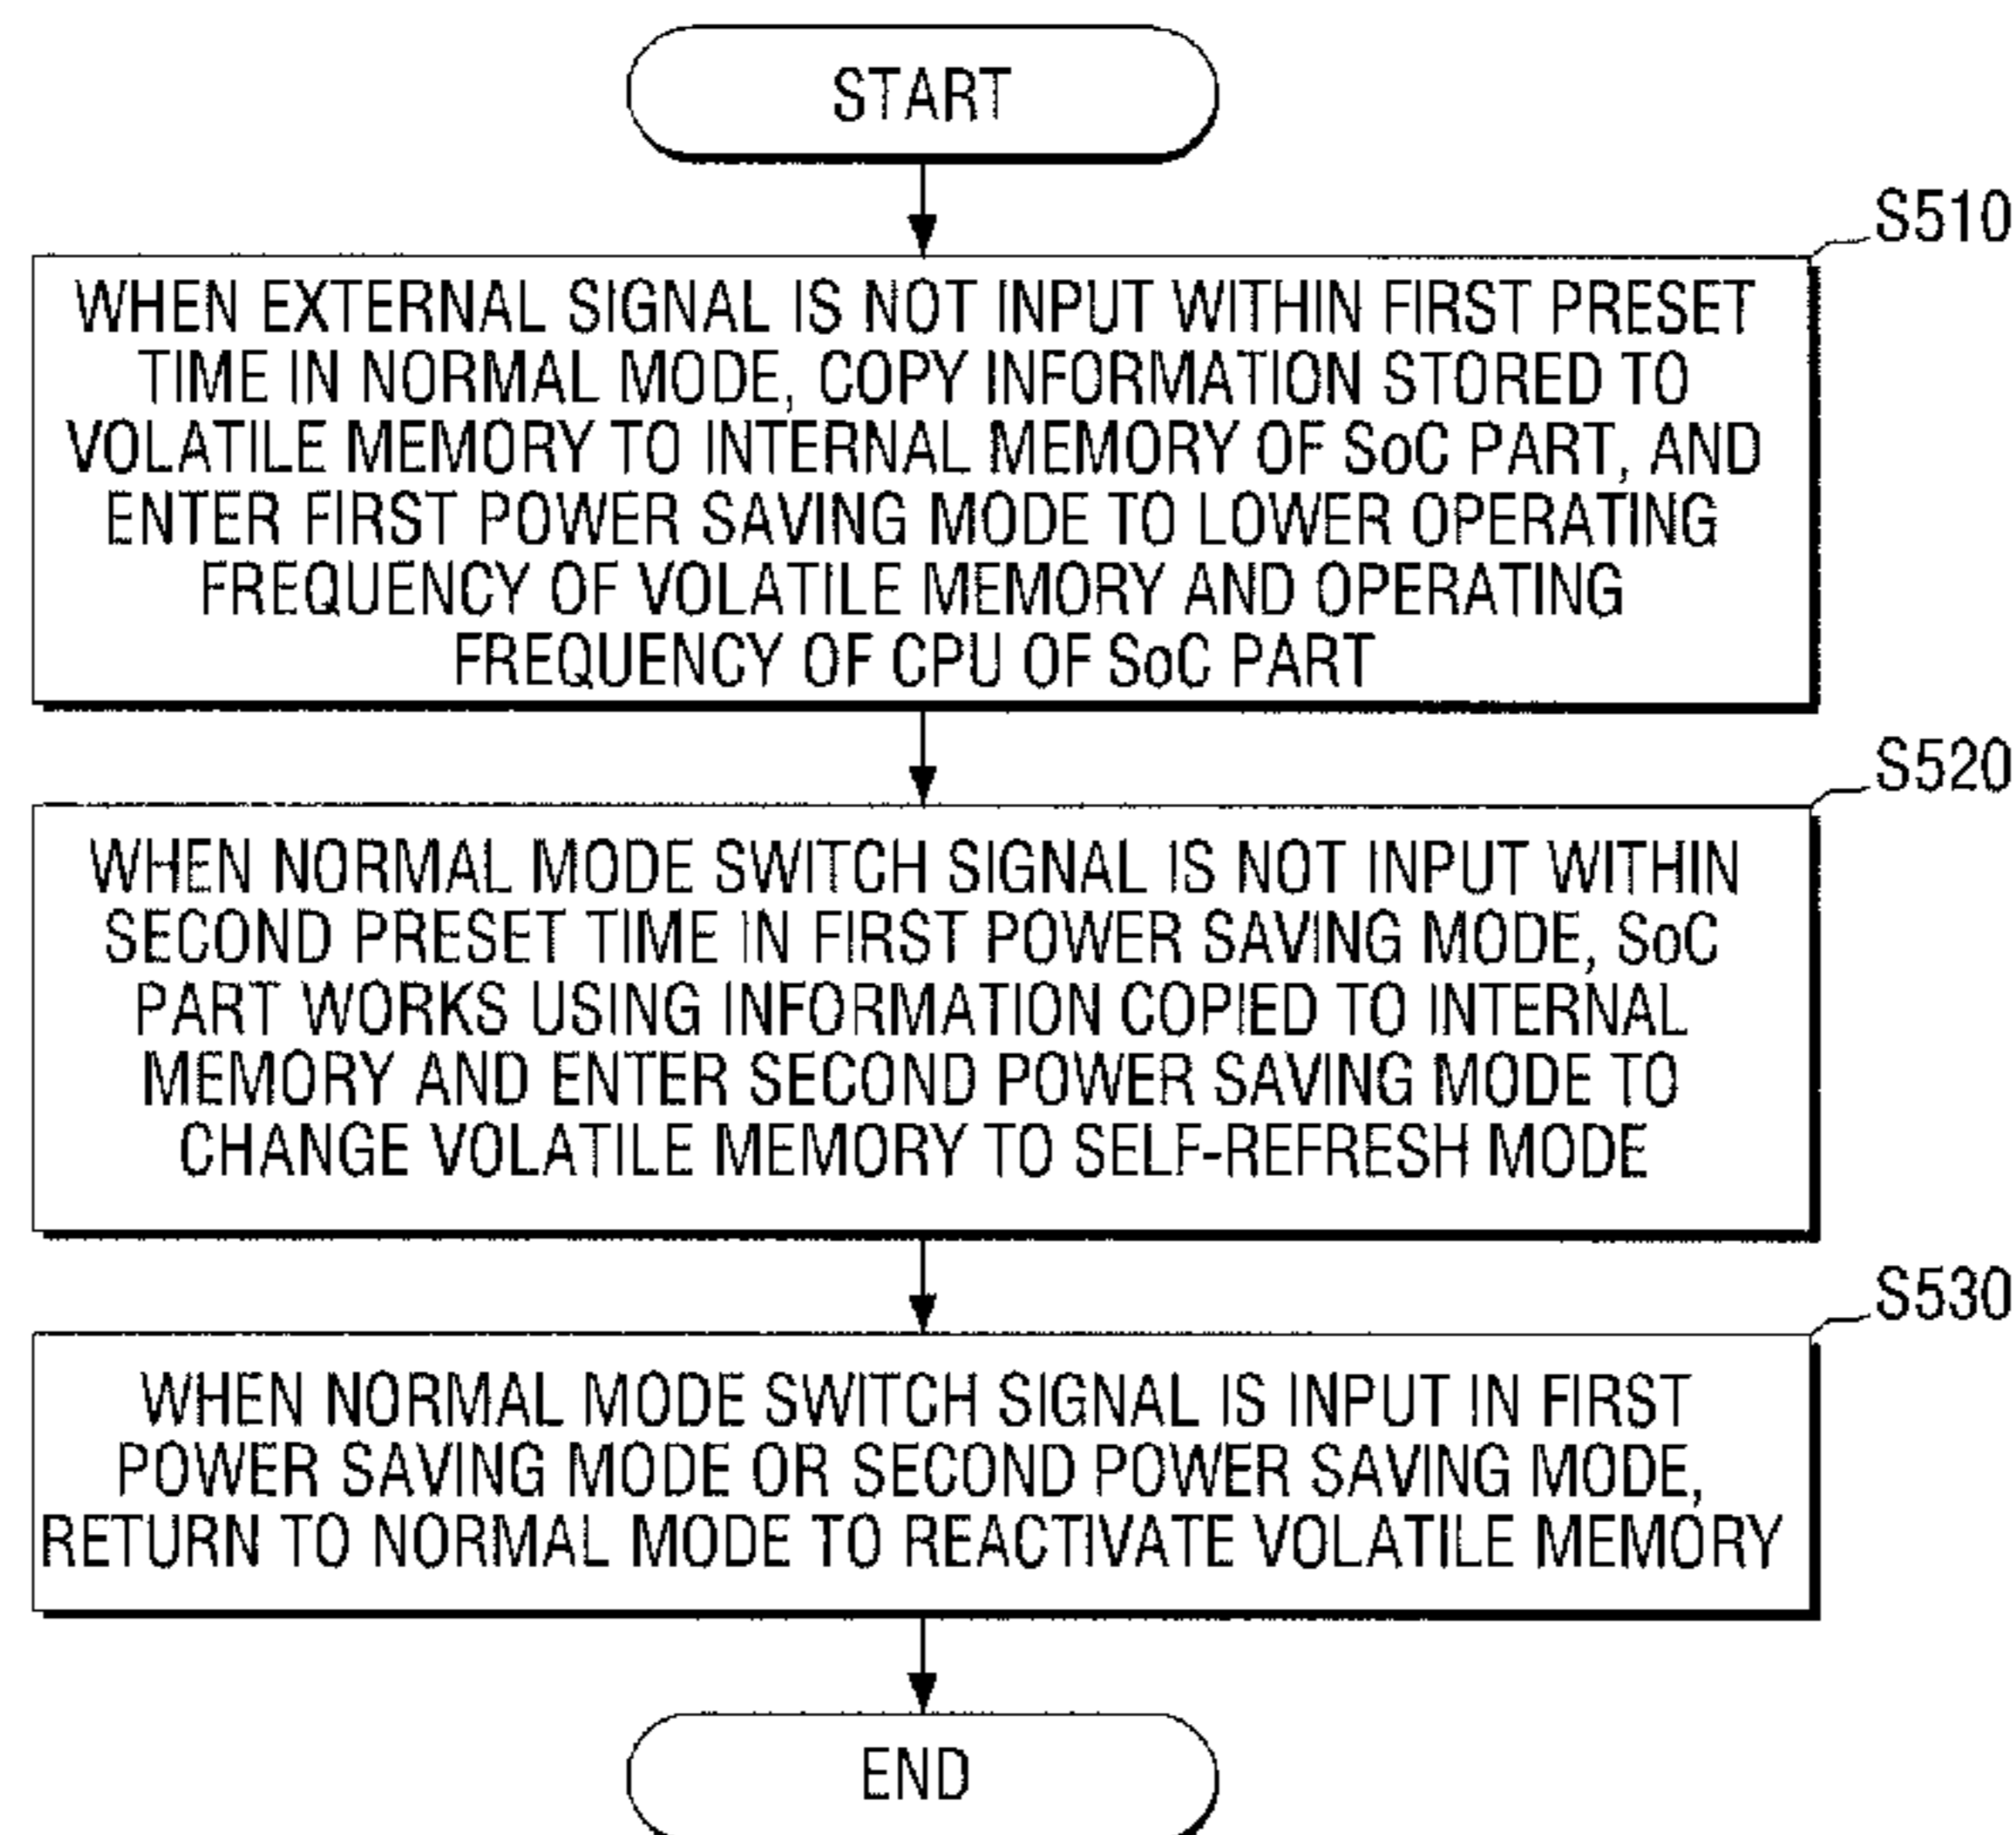 START
S510
WHEN EXTERNAL SIGNAL IS NOT INPUT WITHIN FIRST PRESET
TIME IN NORMAL MODE, COPY INFORMATION STORED TO
VOLATILE MEMORY TO INTERNAL MEMORY OF SoC PART, AND
ENTER FIRST POWER SAVING MODE TO LOWER OPERATING
FREQUENCY OF VOLATILE MEMORY AND OPERATING
FREQUENCY OF CPU OF SoC PART
S520
WHEN NORMAL MODE SWITCH SIGNAL IS NOT INPUT WITHIN
SECOND PRESET TIME IN FIRST POWER SAVING MODE, SoC
PART WORKS USING INFORMATION COPIED TO INTERNAL
MEMORY AND ENTER SECOND POWER SAVING MODE TO
CHANGE VOLATILE MEMORY TO SELF-REFRESH MODE
S530
WHEN NORMAL MODE SWITCH SIGNAL IS INPUT IN FIRST
POWER SAVING MODE OR SECOND POWER SAVING MODE,
RETURN TO NORMAL MODE TO REACTIVATE VOLATILE MEMORY
END